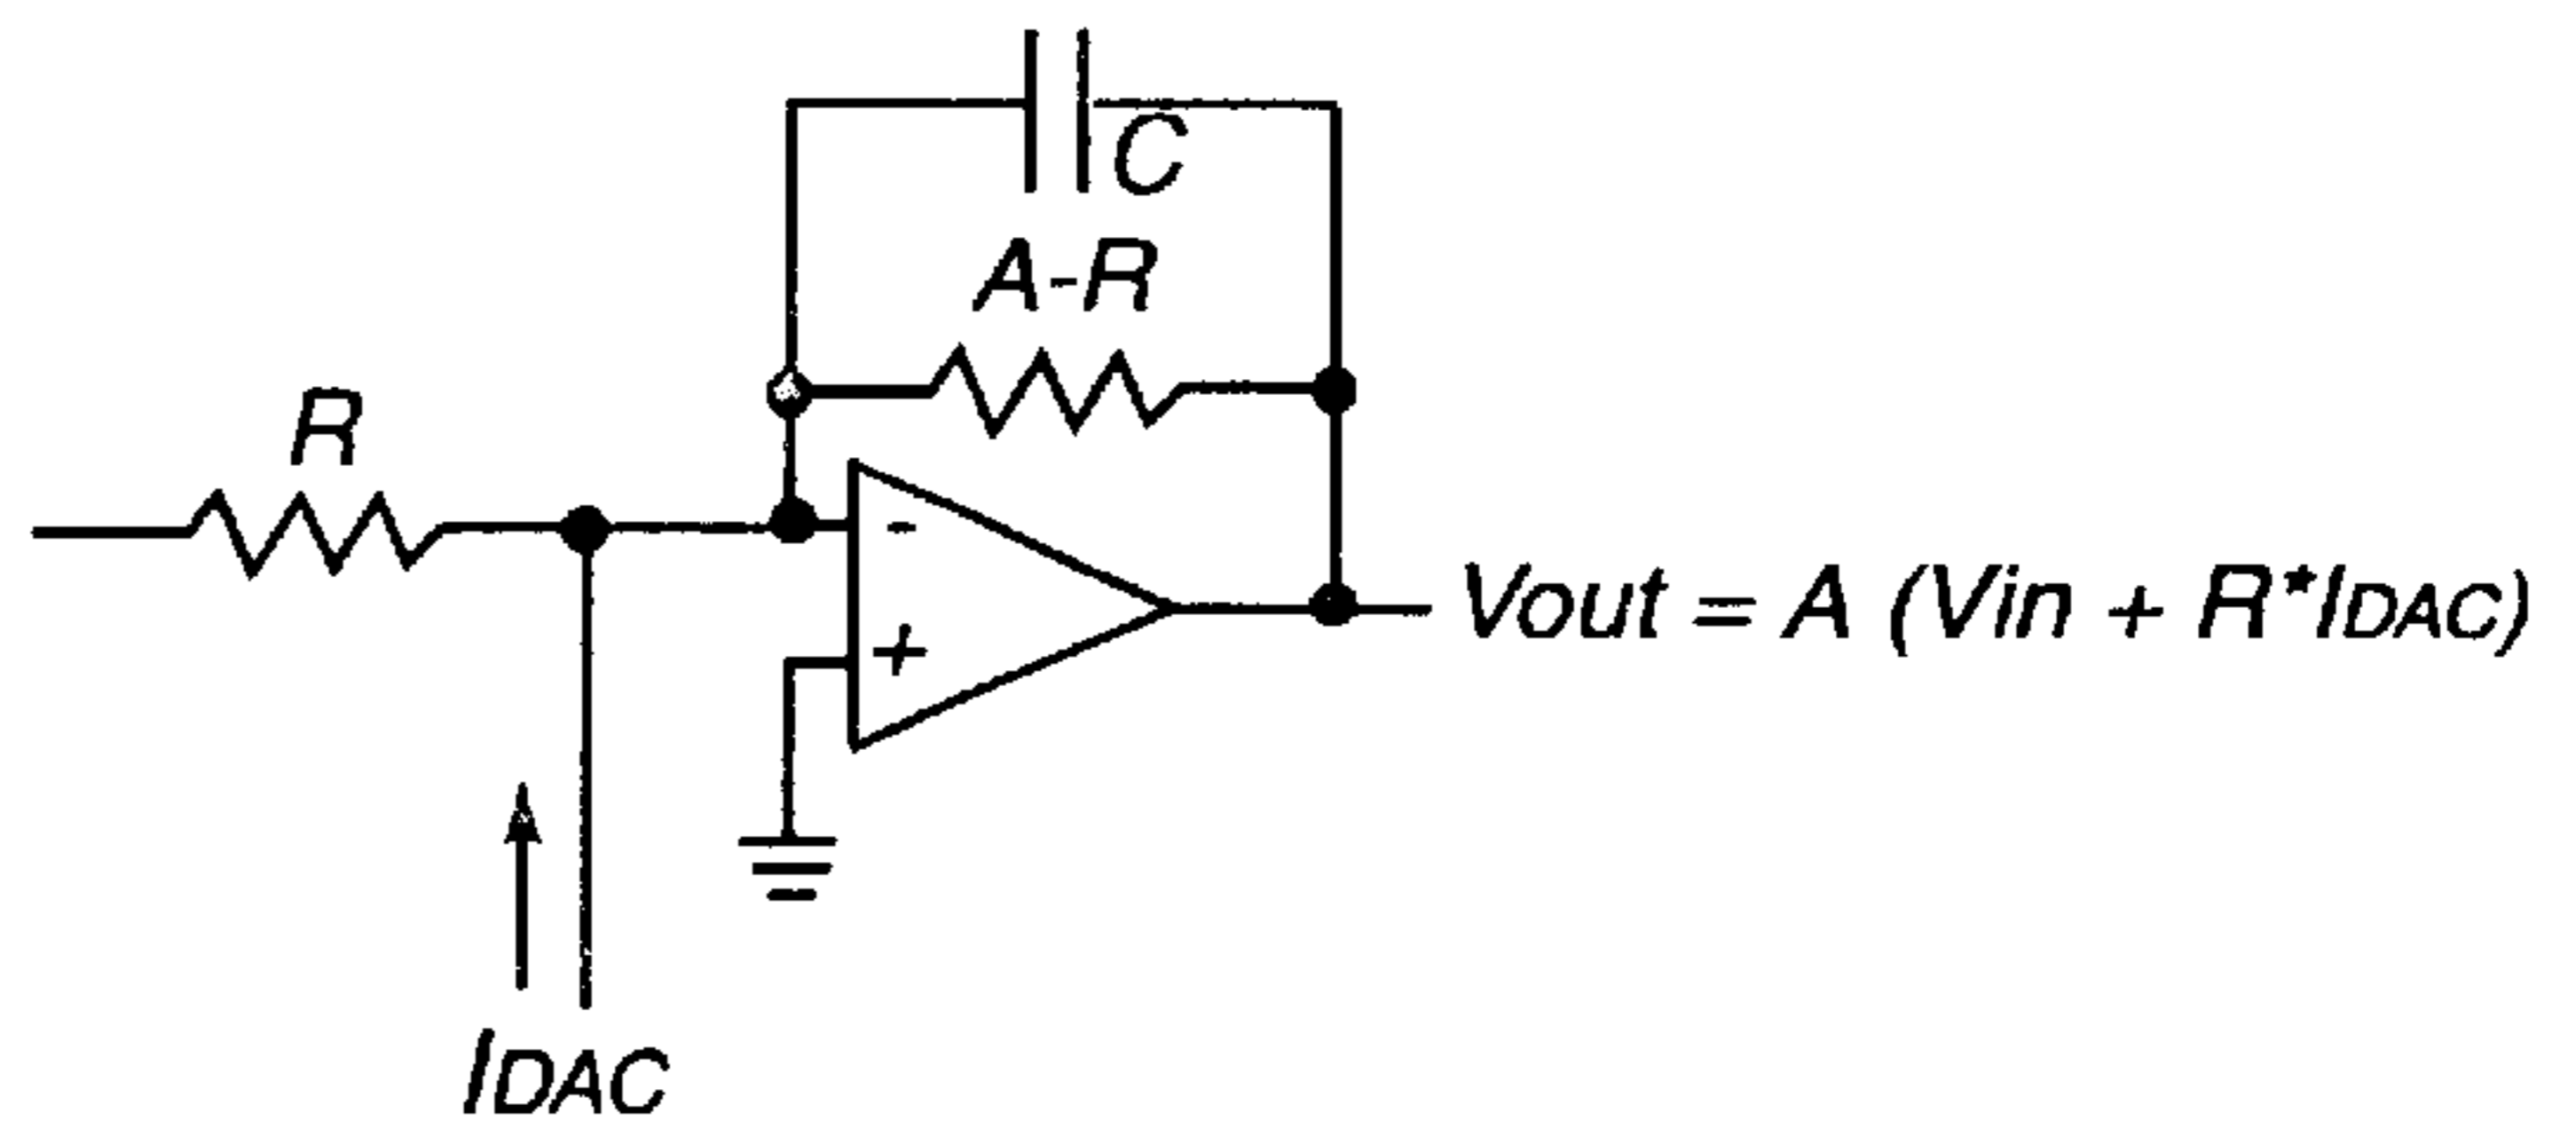 C
A-R
R
-
+
Vout = A (Vin + R*IDAC)
IDAC